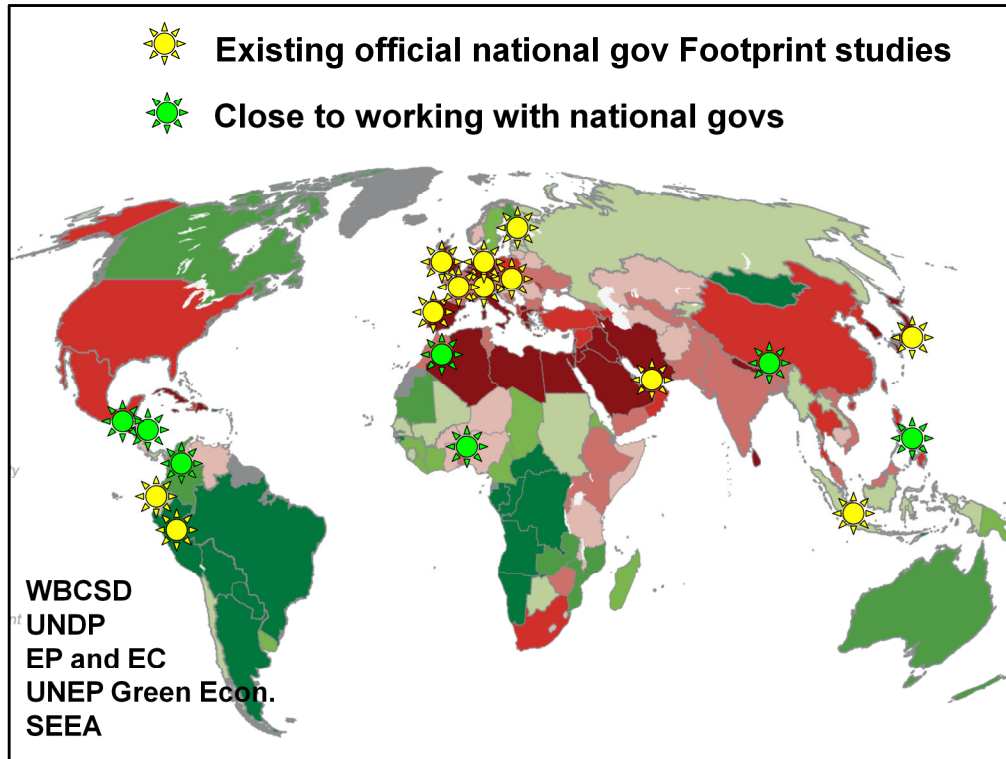 Existing official national gov Footprint studies
Close to working with national govs
WBCSD
UNDP
EP and EC
UNEP Green Econ.
SEEA